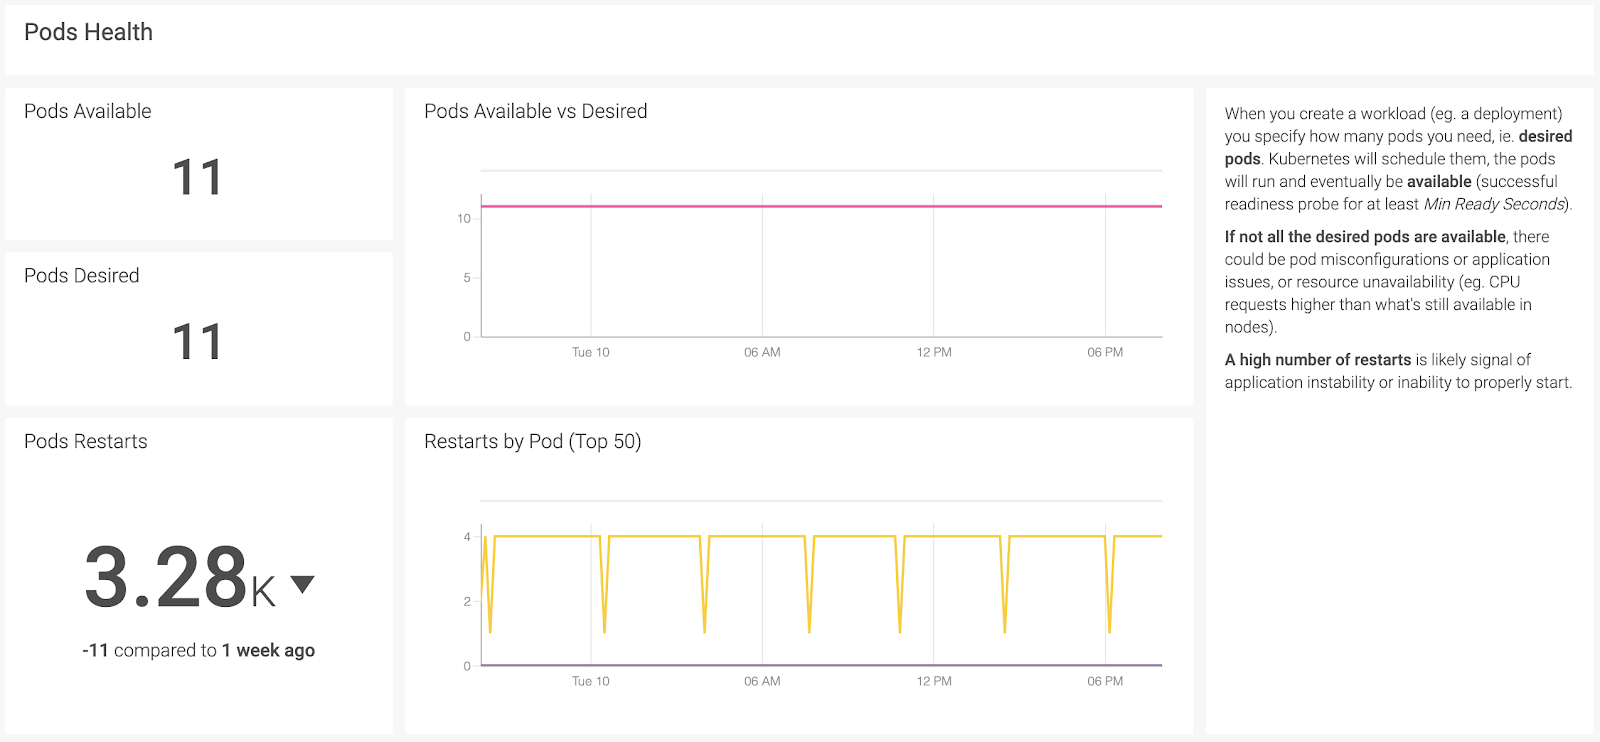 Pods Health
Pods Available
11
Pods Desired
11
Pods Available vs Desired
10
5
0
Tue 10
06 AM
12 PM
06 PM
Pods Restarts
3.28K
-11 compared to 1 week ago
Restarts by Pod (Top 50)
4
2
0
Tue 10
06 AM
12 PM
06 PM
When you create a workload (eg. a deployment)
you specify how many pods you need, ie. desired
pods. Kubernetes will schedule them, the pods
will run and eventually be available (successful
readiness probe for at least Min Ready Seconds).
If not all the desired pods are available, there
could be pod misconfigurations or application
issues, or resource unavailability (eg. CPU
requests higher than what's still available in
nodes).
A high number of restarts is likely signal of
application instability or inability to properly start.